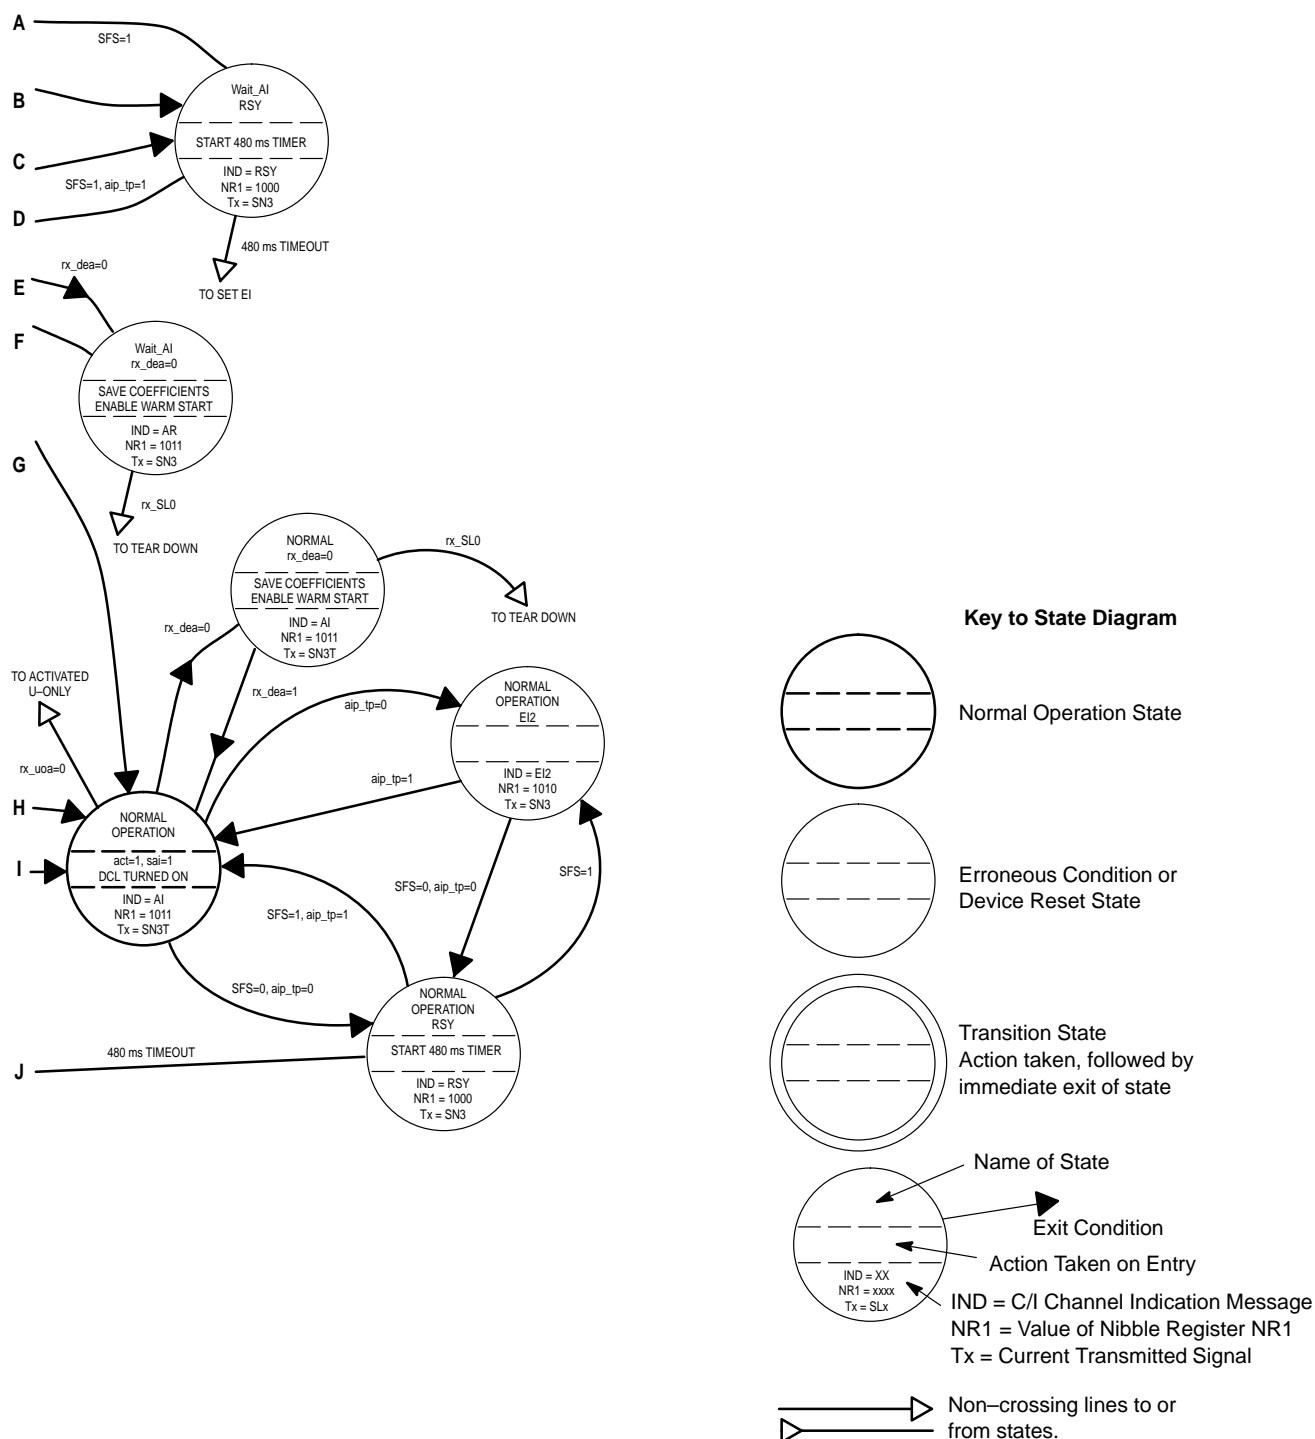 A
SFS=1
Wait_AI
RSY
B
START 480 ms TIMER
C
IND = RSY
NR1 = 1000
Tx = SN3
SFS=1, aip_tp=1
D
480 ms TIMEOUT
TO SET EI
rx_dea=0
E
F
Wait_AI
rx_dea=0
SAVE COEFFICIENTS
ENABLE WARM START
IND = AR
NR1 = 1011
Tx = SN3
G
rx_SL0
TO TEAR DOWN
NORMAL
rx_dea=0
SAVE COEFFICIENTS
ENABLE WARM START
IND = AI
NR1 = 1011
Tx = SN3T
rx_SL0
TO TEAR DOWN
rx_dea=0
TO ACTIVATED
U–ONLY
rx_dea=1
aip_tp=0
NORMAL
OPERATION
EI2
IND = EI2
NR1 = 1010
Tx = SN3
rx_uoa=0
aip_tp=1
H
NORMAL
OPERATION
I
act=1, sai=1
DCL TURNED ON
IND = AI
NR1 = 1011
Tx = SN3T
SFS=0, aip_tp=0
SFS=1
SFS=1, aip_tp=1
SFS=0, aip_tp=0
NORMAL
OPERATION
RSY
START 480 ms TIMER
IND = RSY
NR1 = 1000
Tx = SN3
480 ms TIMEOUT
J
Key to State Diagram
Normal Operation State
Erroneous Condition or
Device Reset State
Transition State
Action taken, followed by
immediate exit of state
Name of State
Exit Condition
Action Taken on Entry
IND = XX
NR1 = xxxx
Tx = SLx
IND = C/I Channel Indication Message
NR1 = Value of Nibble Register NR1
Tx = Current Transmitted Signal
Non–crossing lines to or
from states.